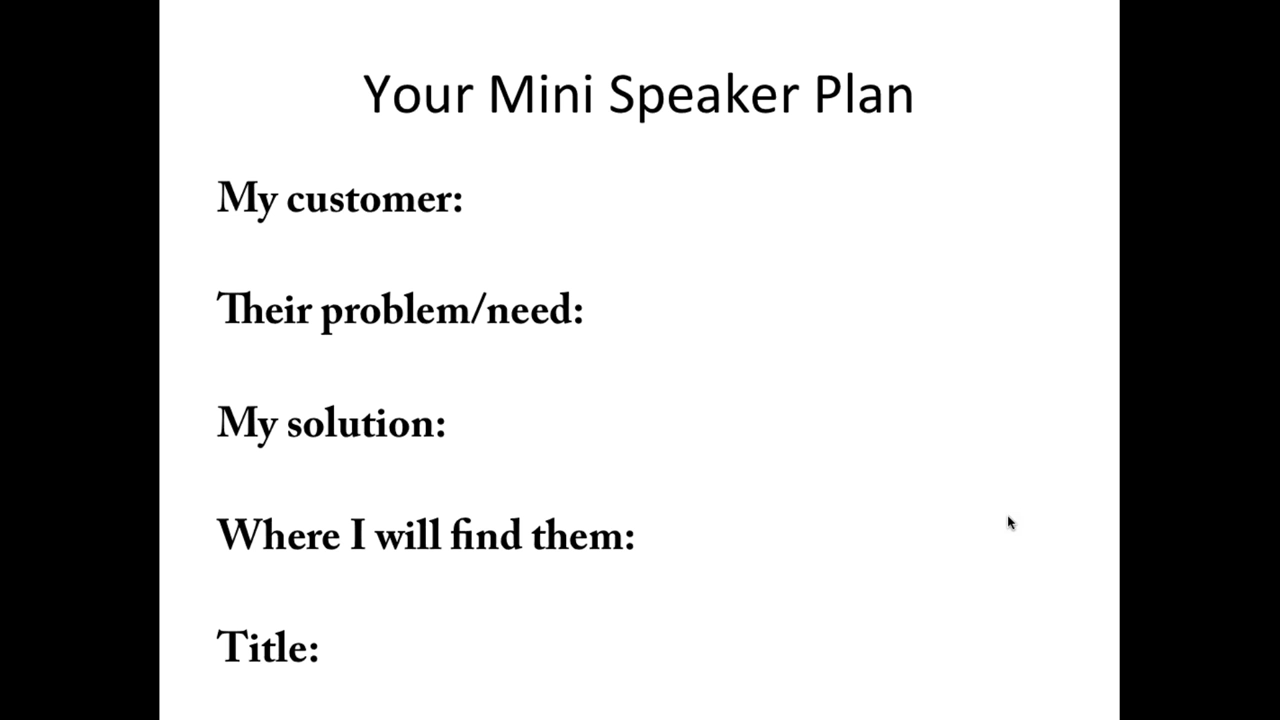 Your Mini Speaker Plan
My customer:
Their problem/need:
My solution:
Where I will find them:
Title: